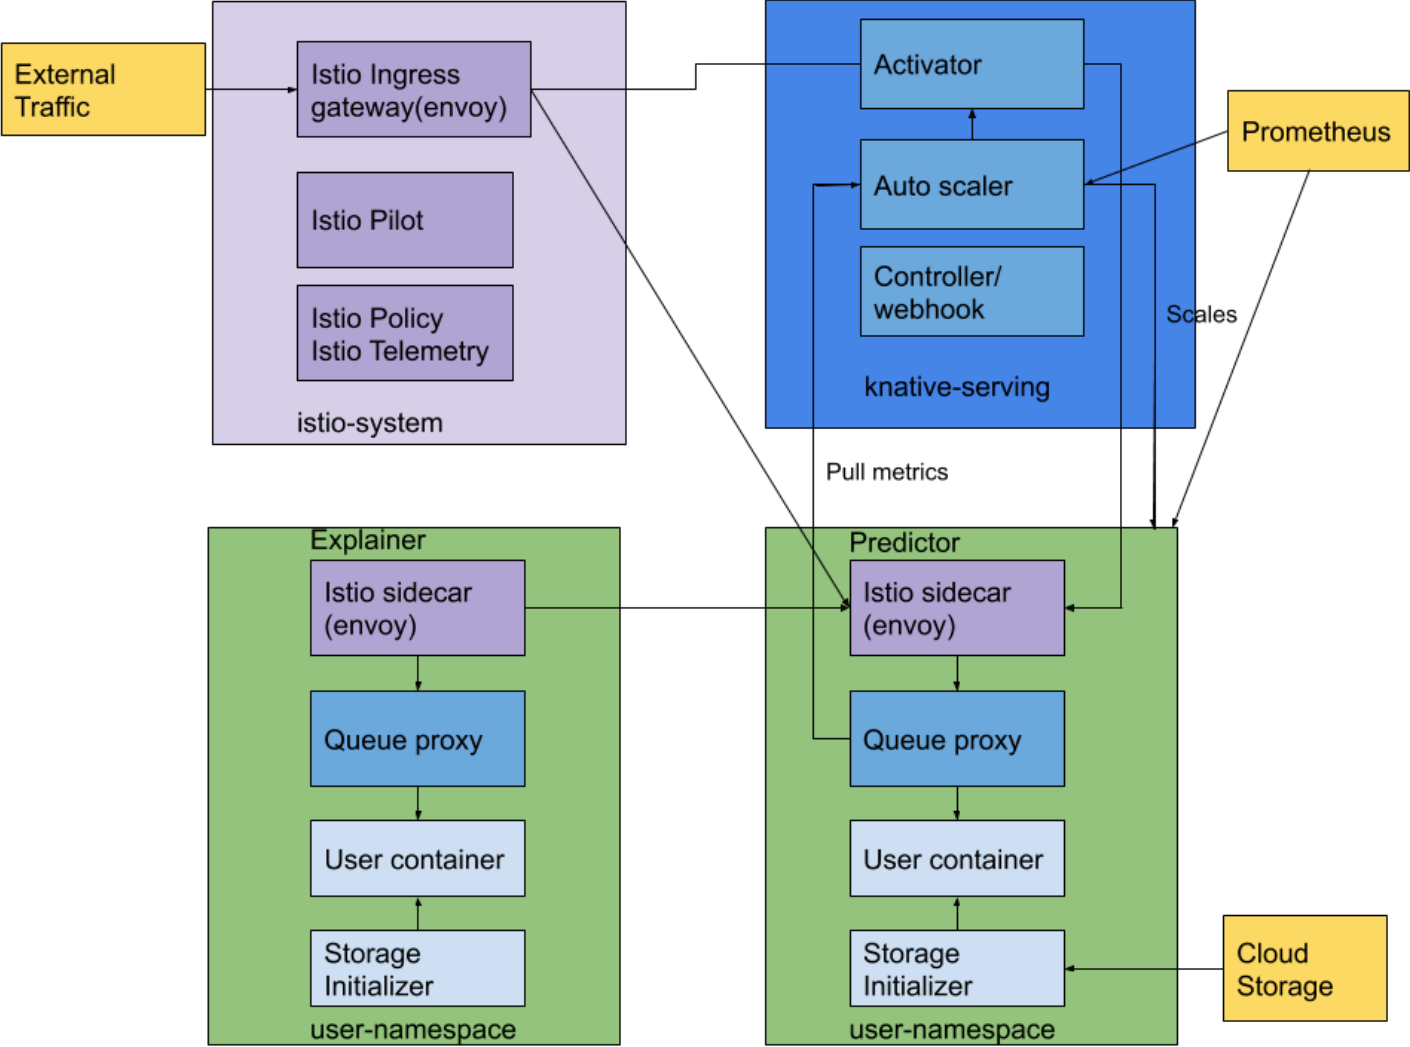 External
Traffic
Istio Ingress
gateway(envoy)
Istio Pilot
Istio Policy
Istio Telemetry
istio-system
Activator
Auto scaler
Controller/
webhook
knative-serving
Prometheus
Scales
Pull metrics
Explainer
Istio sidecar
(envoy)
Queue proxy
User container
Storage
Initializer
user-namespace
Predictor
Istio sidecar
(envoy)
Queue proxy
User container
Storage
Initializer
user-namespace
Cloud
Storage